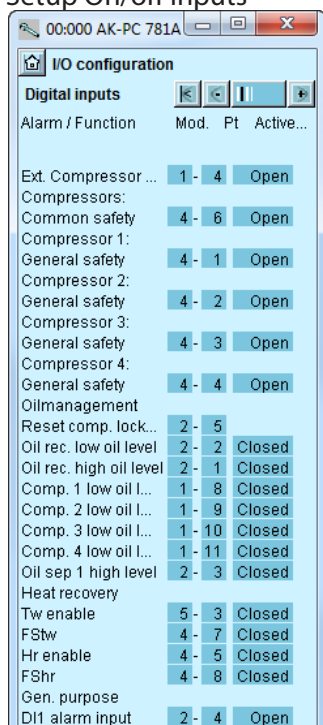 Setup On/off inputs
00:000 AK-PC 781A
I/O configuration
Digital inputs
Alarm / Function Mod. Pt Active...
Ext. Compressor ... 1 - 4 Open
Compressors:
Common safety 4 - 6 Open
Compressor 1:
General safety 4 - 1 Open
Compressor 2:
General safety 4 - 2 Open
Compressor 3:
General safety 4 - 3 Open
Compressor 4:
General safety 4 - 4 Open
Oilmanagement
Reset comp. lock... 2 - 5
Oil rec. low oil level 2 - 2 Closed
Oil rec. high oil level 2 - 1 Closed
Comp. 1 low oil l... 1 - 8 Closed
Comp. 2 low oil l... 1 - 9 Closed
Comp. 3 low oil l... 1 - 10 Closed
Comp. 4 low oil l... 1 - 11 Closed
Oil sep 1 high level 2 - 3 Closed
Heat recovery
Tw enable 5 - 3 Closed
FStw 4 - 7 Closed
Hr enable 4 - 5 Closed
FShr 4 - 8 Closed
Gen. purpose
DI1 alarm input 2 - 4 Open